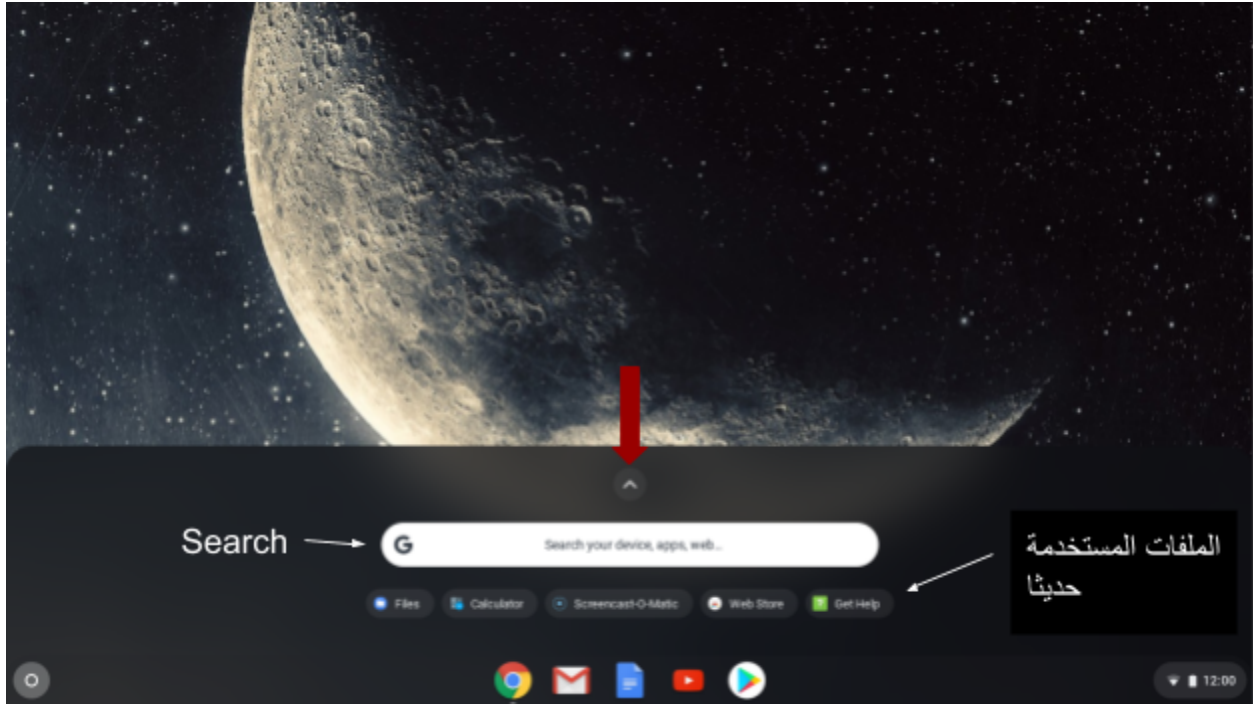 Search
Search your device, apps, web...
الملفات المستخدمة
حديثا
Files
Calculator
Screencast-O-Matic
Web Store
Get Help
12:00